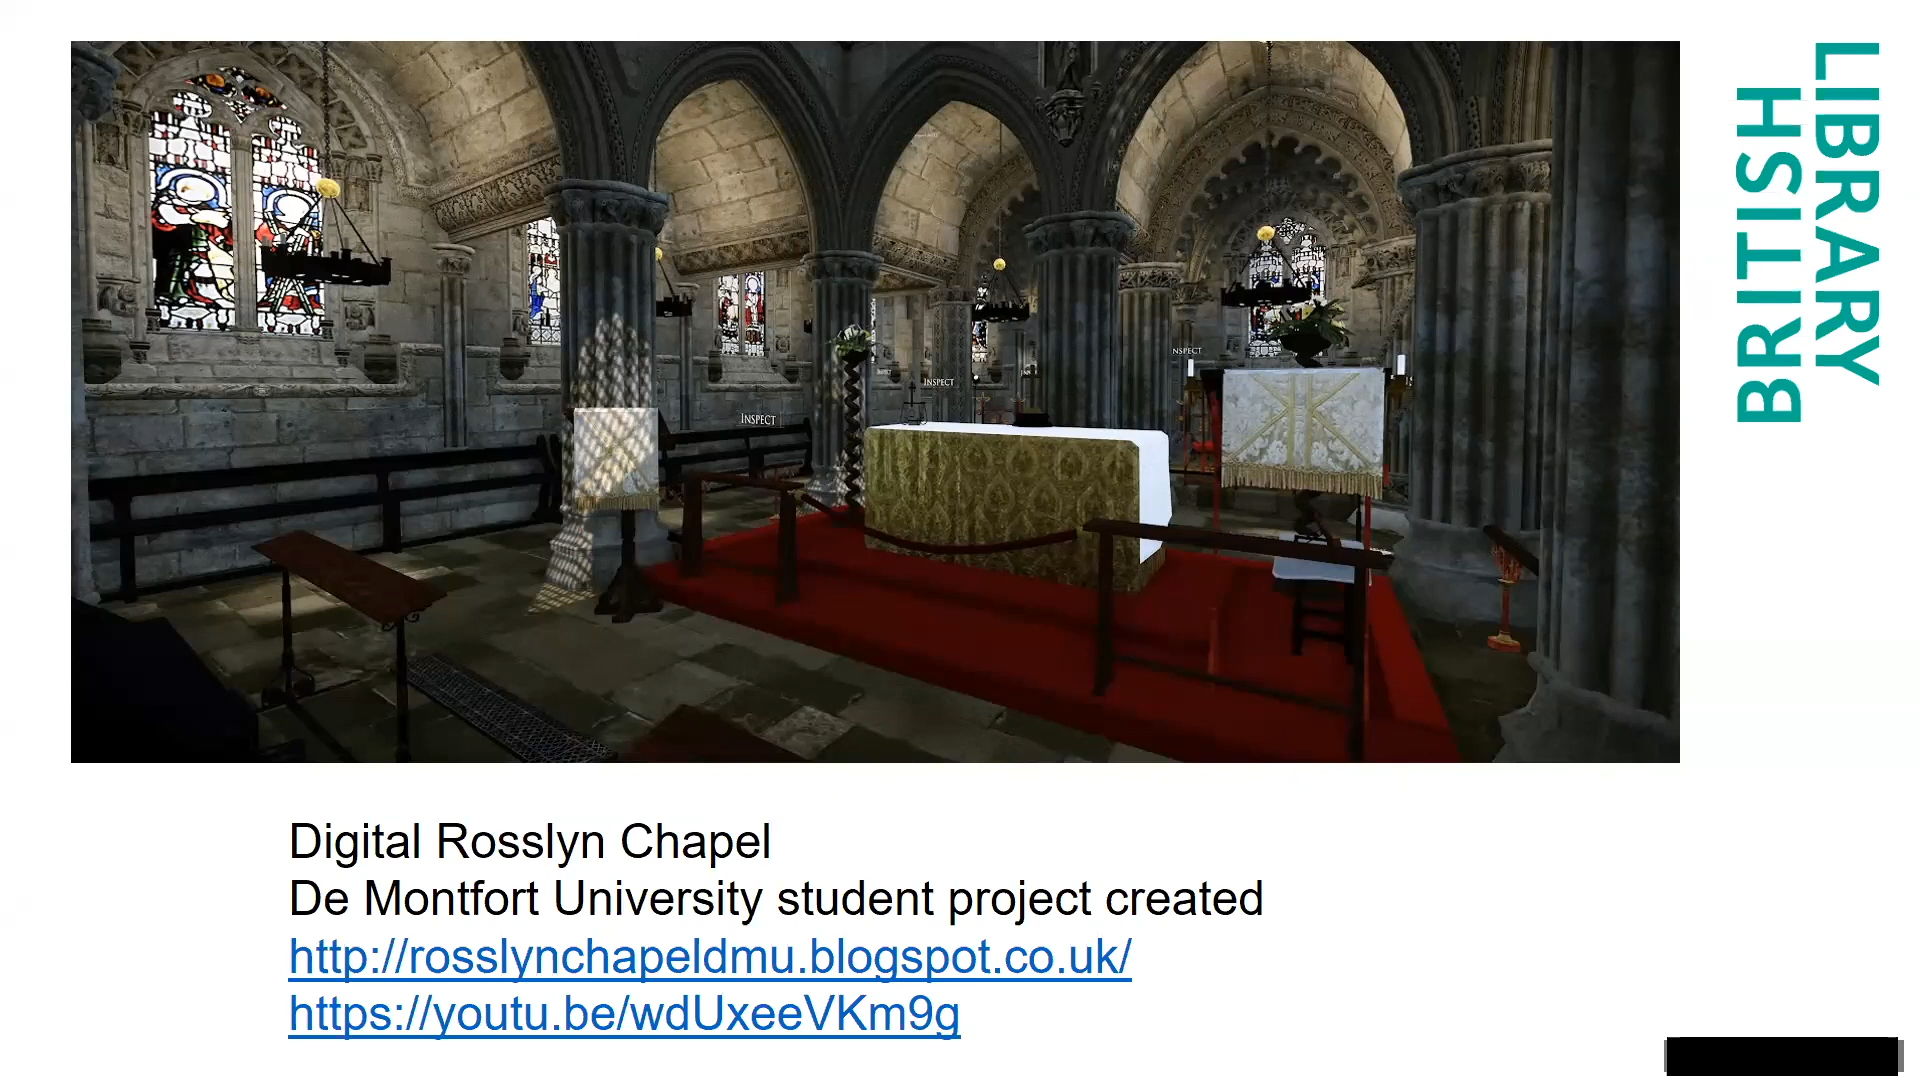 LIBRARY
BRITISH
INSPECT
INSPECT
INSPECT
Digital Rosslyn Chapel
De Montfort University student project created
http://rosslynchapeldmu.blogspot.co.uk/
https://youtu.be/wdUxeeVKm9g